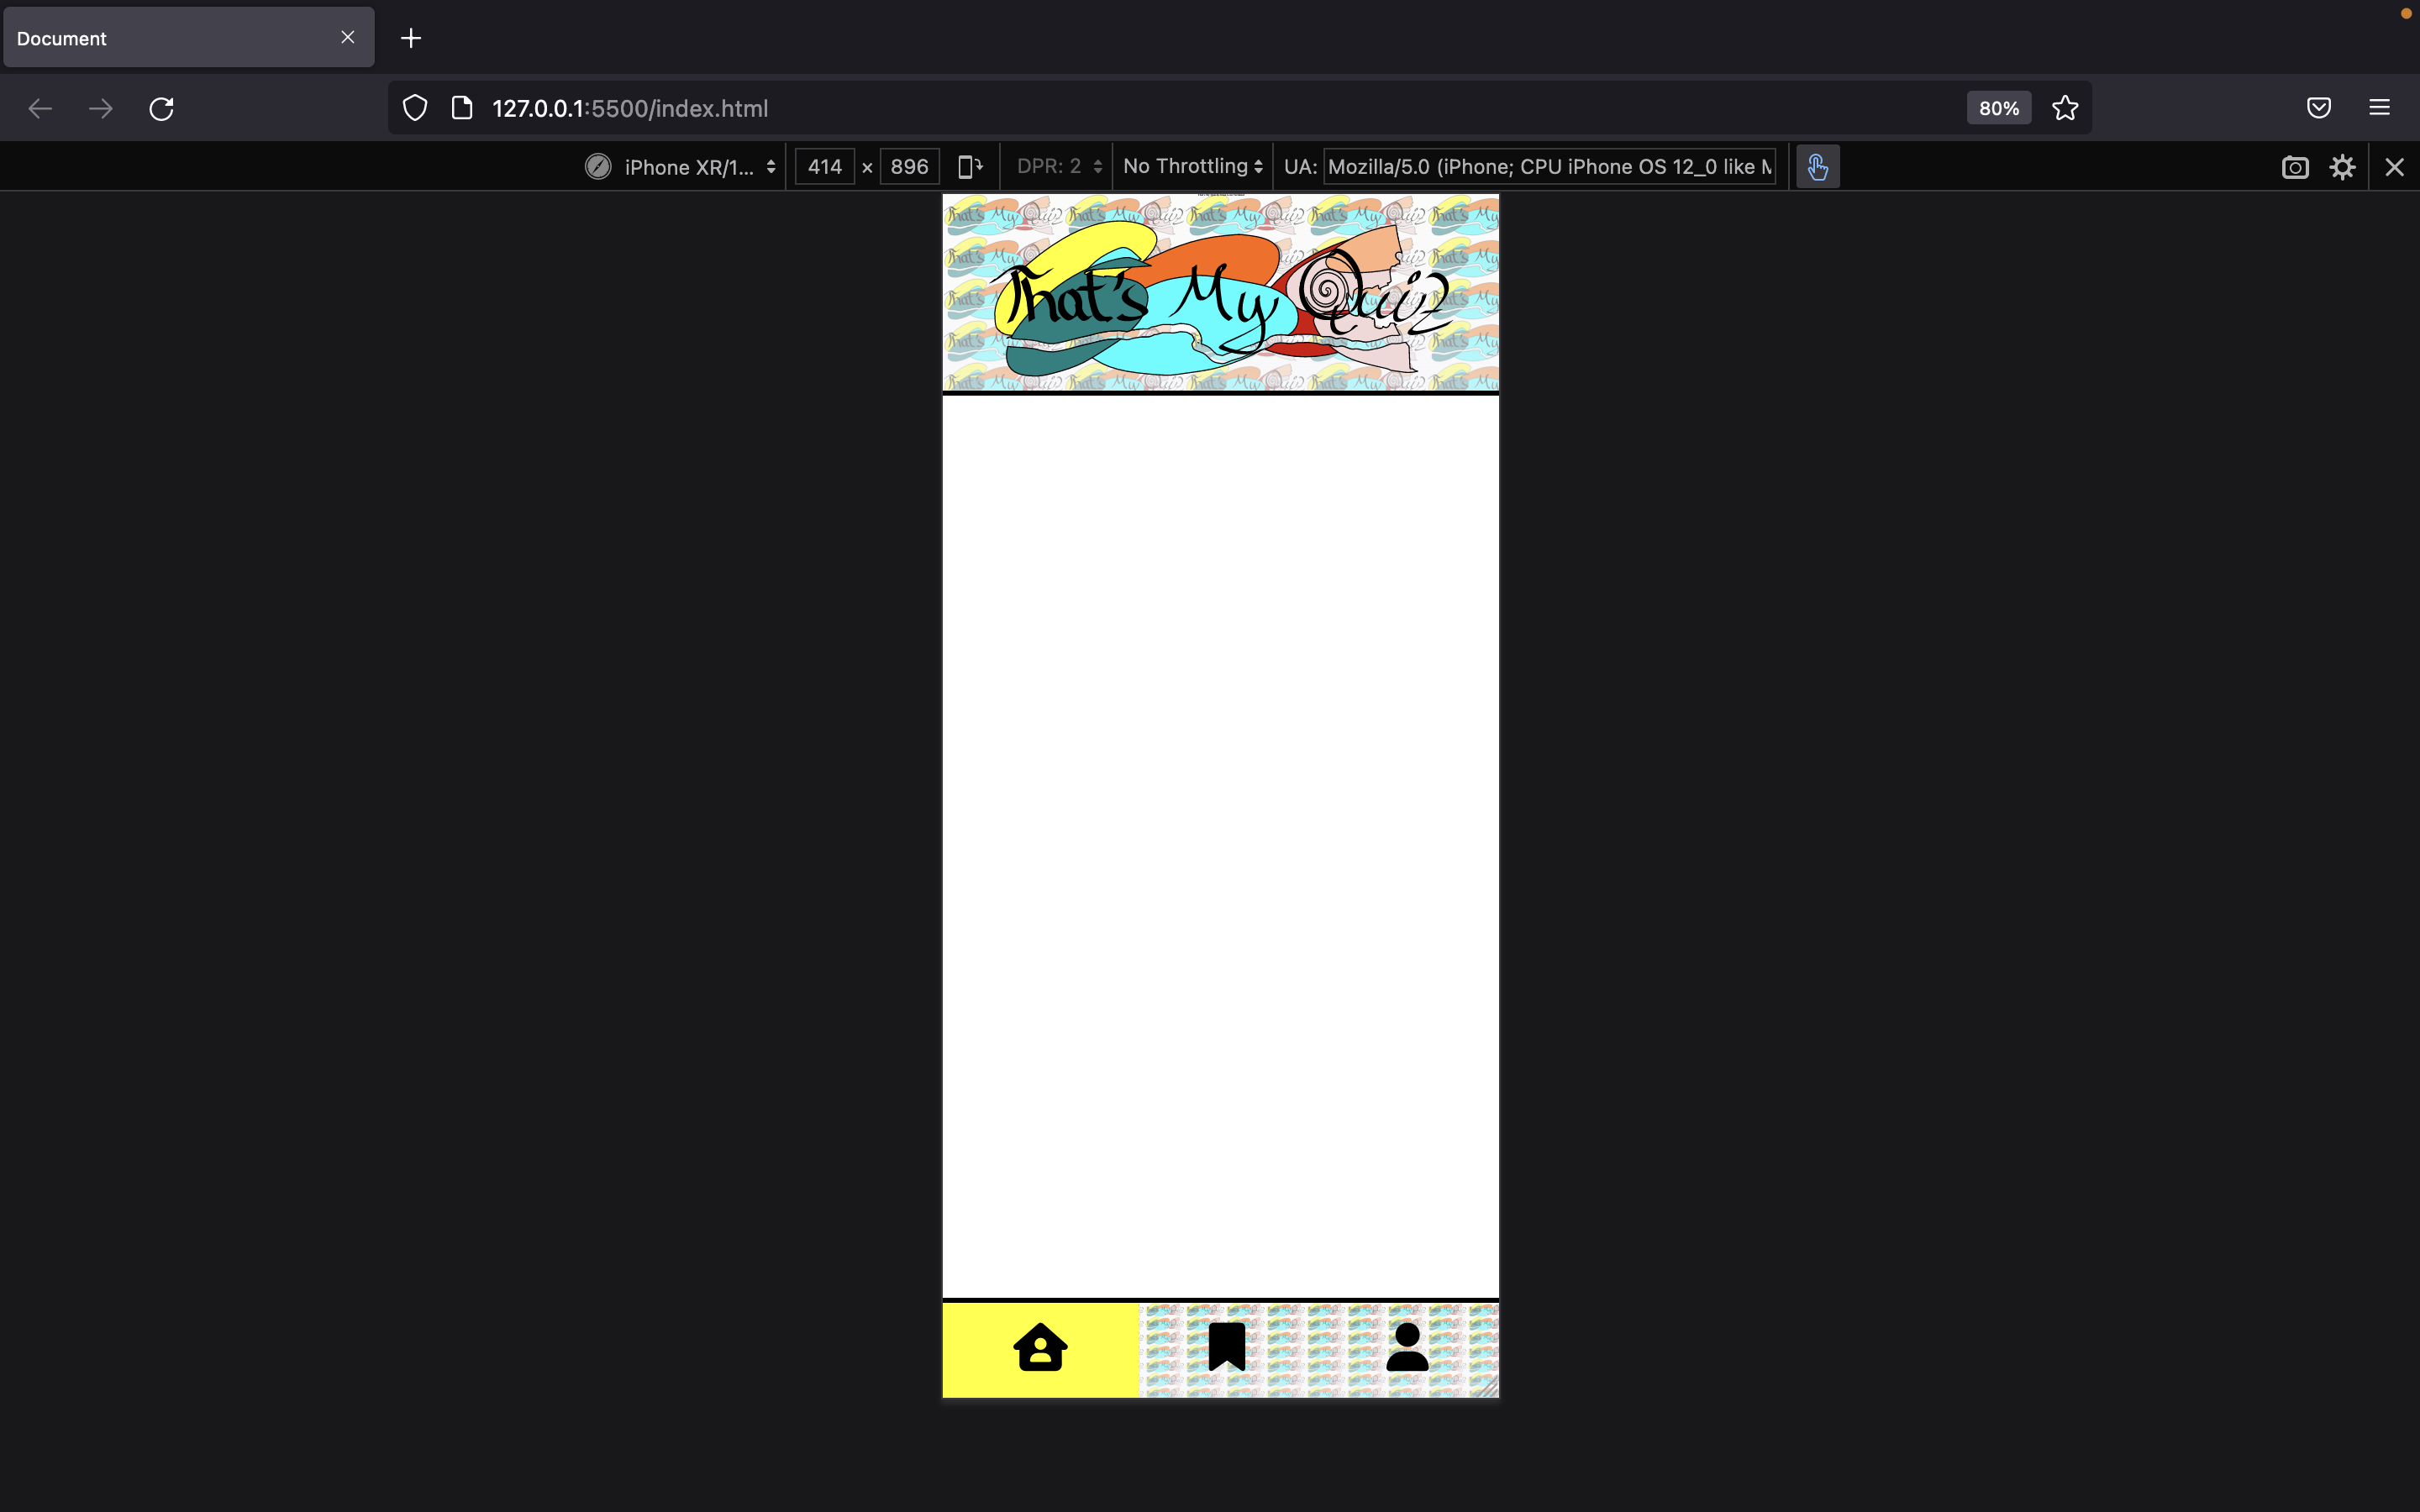 Document
127.0.0.1:5500/index.html
80%
iPhone XR/1... 414 × 896 DPR: 2 No Throttling UA: Mozilla/5.0 (iPhone; CPU iPhone OS 12_0 like M
That's My Quiz